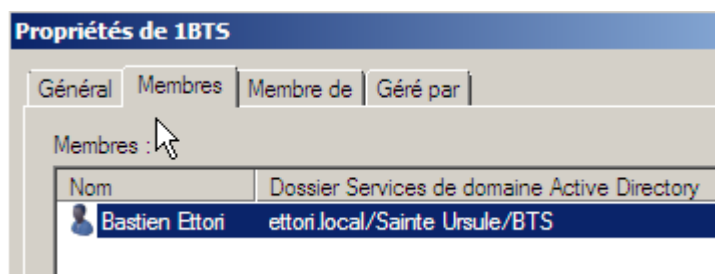 Propriétés de 1BTS
Général Membres Membre de Géré par
Membres :
Nom Dossier Services de domaine Active Directory
Bastien Ettori ettori.local/Sainte Ursule/BTS